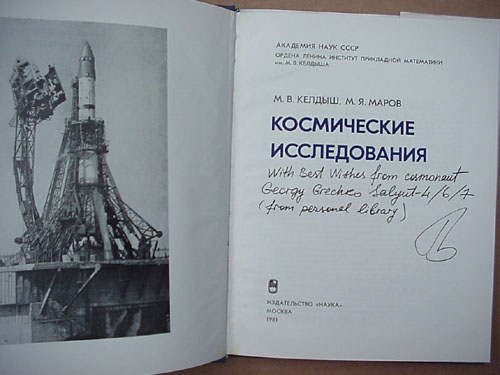 АКАДЕМИЯ НАУК СССР
ОРДЕНА ЛЕНИНА ИНСТИТУТ ПРИКЛАДНОЙ МАТЕМАТИКИ
им. М. В. КЕЛДЫША
М. В. КЕЛДЫШ, М. Я. МАРОВ
КОСМИЧЕСКИЕ
ИССЛЕДОВАНИЯ
With Best Wishes from cosmonaut
Georgy Grechko Salyut-4/6/7
(from personal library)
ИЗДАТЕЛЬСТВО «НАУКА»
МОСКВА
1981